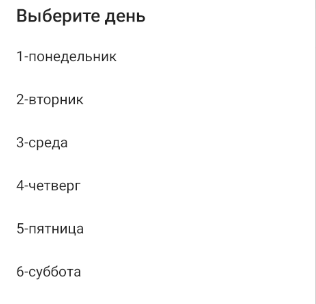 Выберите день
1-понедельник
2-вторник
3-среда
4-четверг
5-пятница
6-суббота